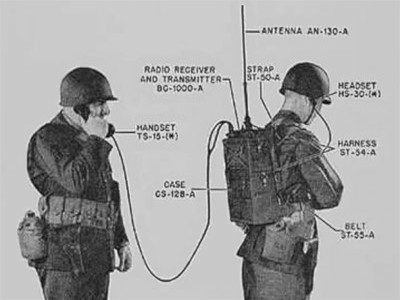 ANTENNA AN-130-A
RADIO RECEIVER
AND TRANSMITTER
BC-1000-A
STRAP
ST-50-A
HEADSET
HS-30-(*)
HANDSET
TS-15-(*)
HARNESS
ST-54-A
CASE
CS-128-A
BELT
ST-55-A